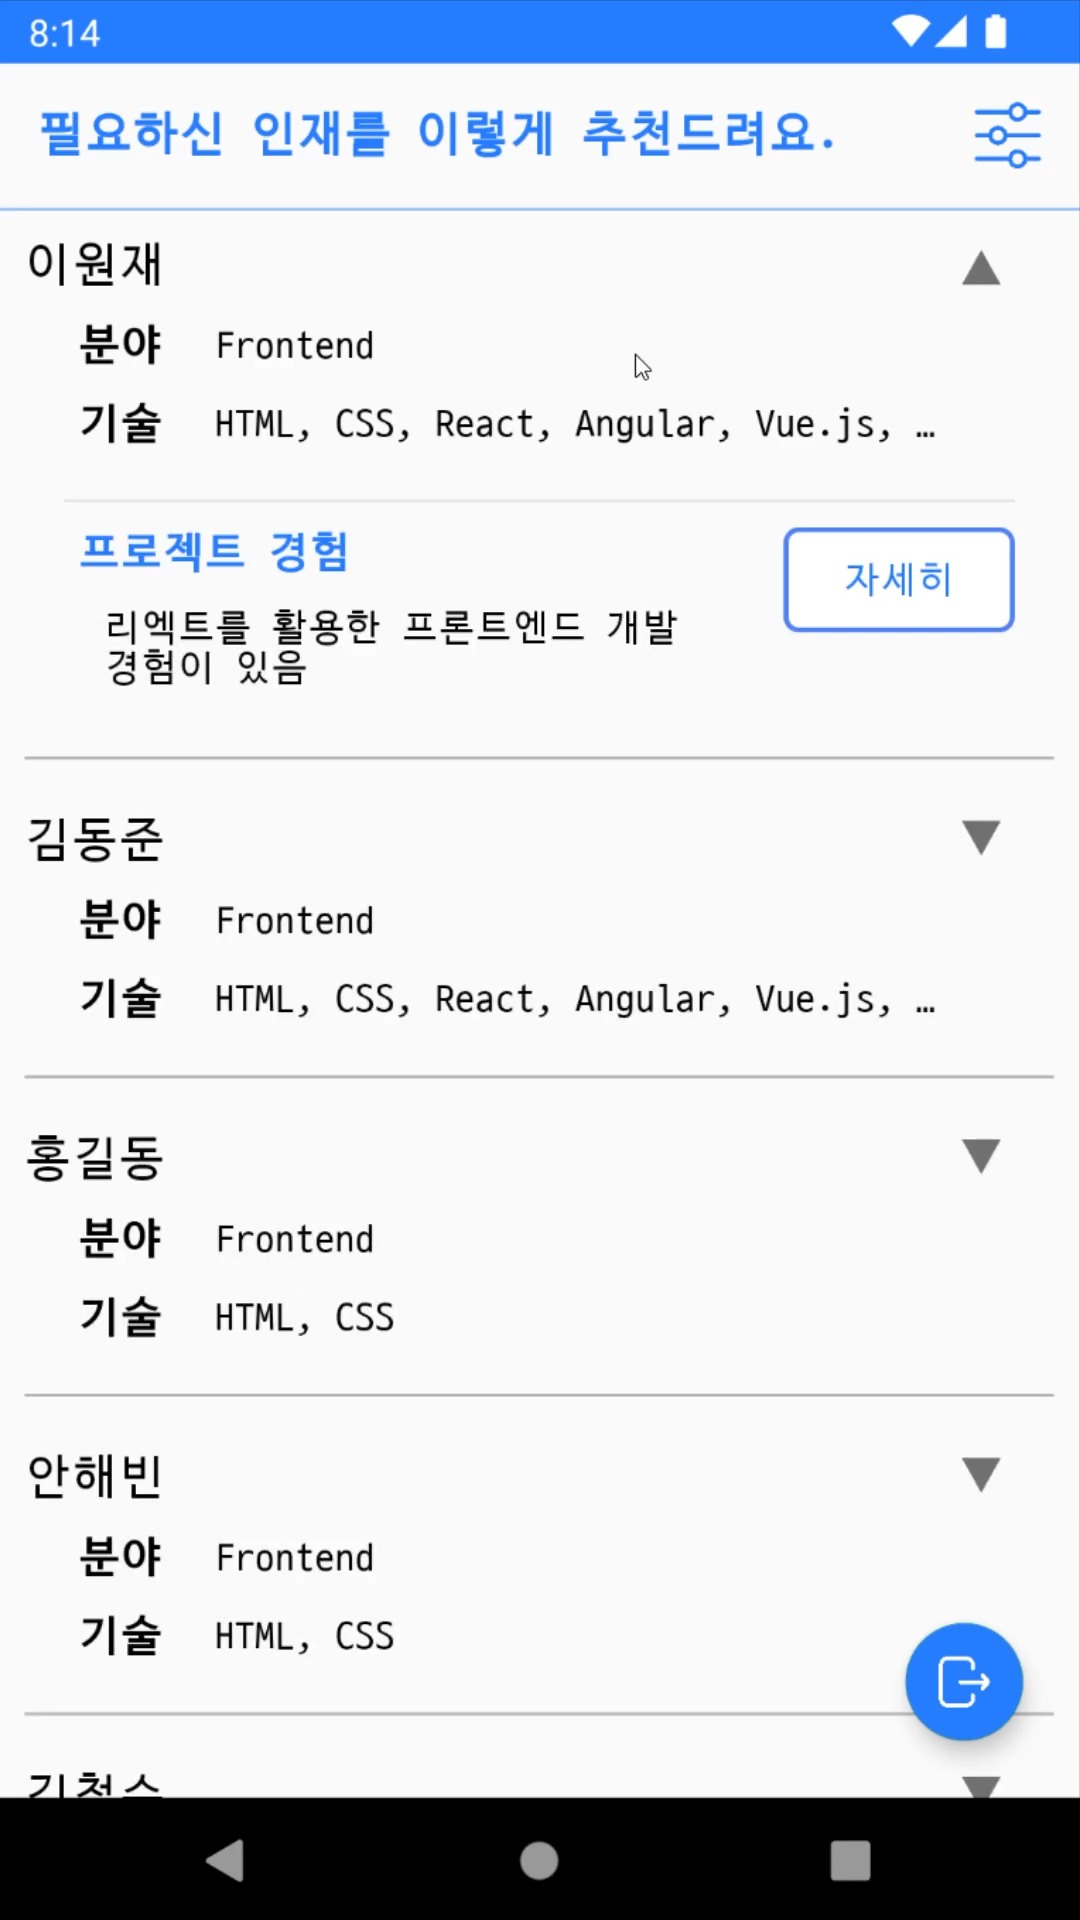 8:14
필요하신 인재를 이렇게 추천드려요.
이원재
분야 Frontend
기술 HTML, CSS, React, Angular, Vue.js, …
프로젝트 경험
자세히
리엑트를 활용한 프론트엔드 개발
경험이 있음
김동준
분야 Frontend
기술 HTML, CSS, React, Angular, Vue.js, …
홍길동
분야 Frontend
기술 HTML, CSS
안해빈
분야 Frontend
기술 HTML, CSS
김철수